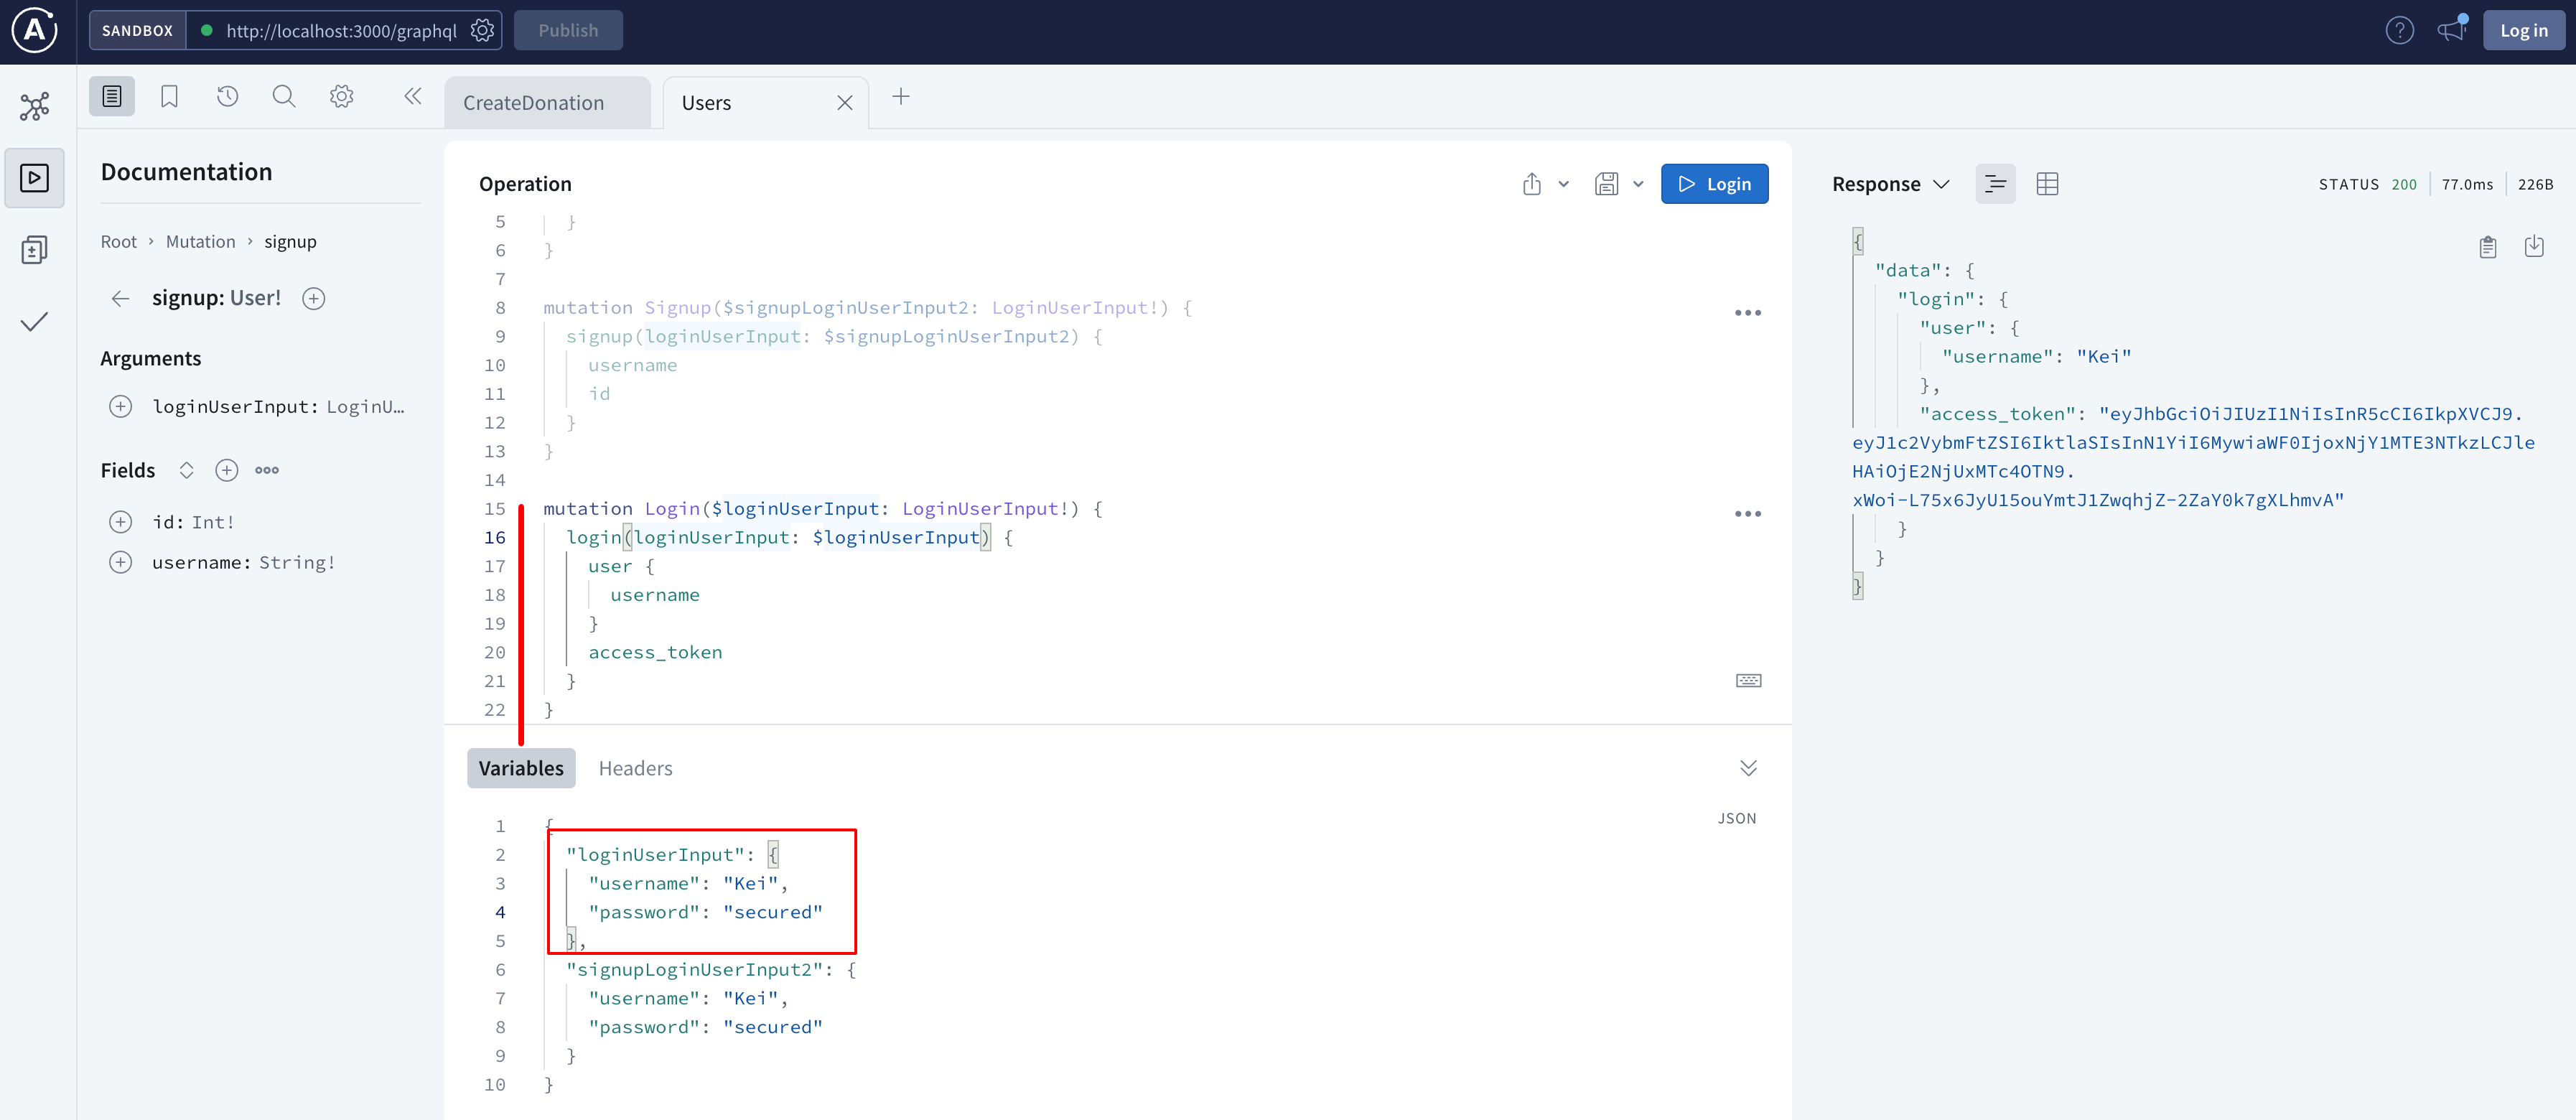 SANDBOX
http://localhost:3000/graphql
Publish
Log in
CreateDonation
Users
Documentation
Root › Mutation › signup
signup: User!
Arguments
loginUserInput: LoginU…
Fields
id: Int!
username: String!
Operation
Login
5 }
6 }
7
8 mutation Signup($signupLoginUserInput2: LoginUserInput!) {
9 signup(loginUserInput: $signupLoginUserInput2) {
10 username
11 id
12 }
13 }
14
15 mutation Login($loginUserInput: LoginUserInput!) {
16 login(loginUserInput: $loginUserInput) {
17 user {
18 username
19 }
20 access_token
21 }
22 }
Variables
Headers
JSON
1 {
2 "loginUserInput": {
3 "username": "Kei",
4 "password": "secured"
5 },
6 "signupLoginUserInput2": {
7 "username": "Kei",
8 "password": "secured"
9 }
10 }
Response
STATUS 200
77.0ms
226B
{
"data": {
"login": {
"user": {
"username": "Kei"
},
"access_token": "eyJhbGciOiJIUzI1NiIsInR5cCI6IkpXVCJ9.
eyJ1c2VybmFtZSI6IktlaSIsInN1YiI6MywiaWF0IjoxNjY1MTE3NTkzLCJle
HAiOjE2NjUxMTc4OTN9.
xWoi-L75x6JyU15ouYmtJ1ZwqhjZ-2ZaY0k7gXLhmvA"
}
}
}